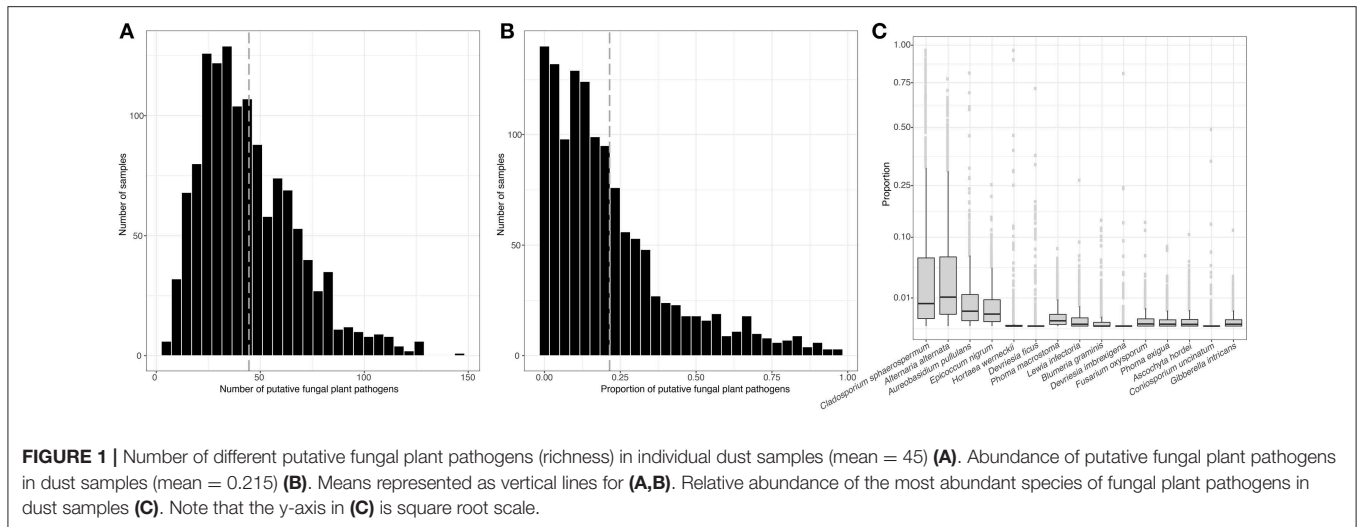 A
B
C
Number of samples
100
50
0
0
50
100
150
Number of putative fungal plant pathogens
Number of samples
100
50
0
0.00
0.25
0.50
0.75
1.00
Proportion of putative fungal plant pathogens
Proportion
1.00
0.75
0.50
0.25
0.10
0.01
Cladosporium sphaerospermum
Alternaria alternata
Aureobasidium pullulans
Epicoccum nigrum
Hortaea werneckii
Devriesia ficus
Phoma macrostoma
Lewia infectoria
Blumeria graminis
Devriesia imbrexigena
Fusarium oxysporum
Phoma exigua
Ascochyta hordei
Coniosporium uncinatum
Gibberella intricans
FIGURE 1 | Number of different putative fungal plant pathogens (richness) in individual dust samples (mean = 45) (A). Abundance of putative fungal plant pathogens
in dust samples (mean = 0.215) (B). Means represented as vertical lines for (A,B). Relative abundance of the most abundant species of fungal plant pathogens in
dust samples (C). Note that the y-axis in (C) is square root scale.